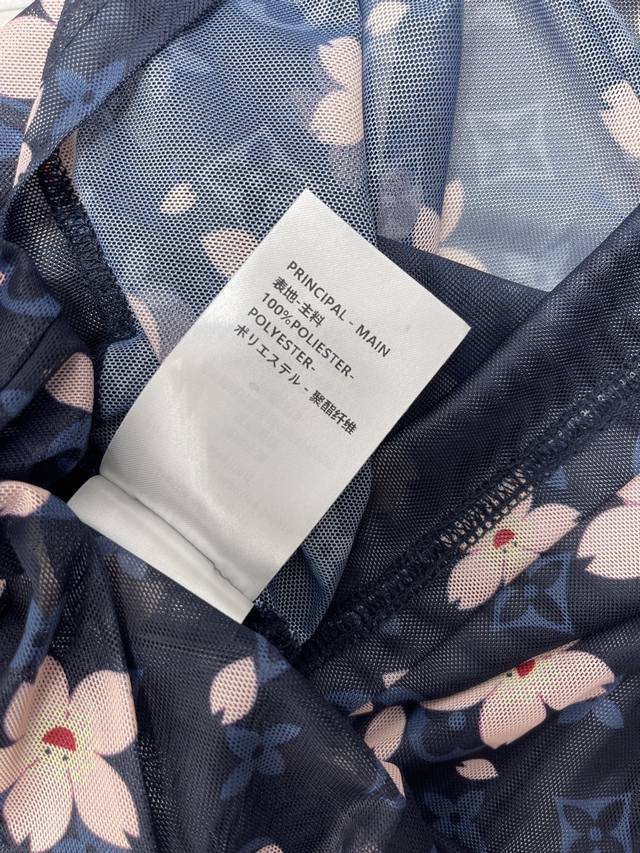 PRINCIPAL - MAIN
表地:主料
100%POLIESTER-
POLYESTER-
ポリエステル - 聚酯纤维